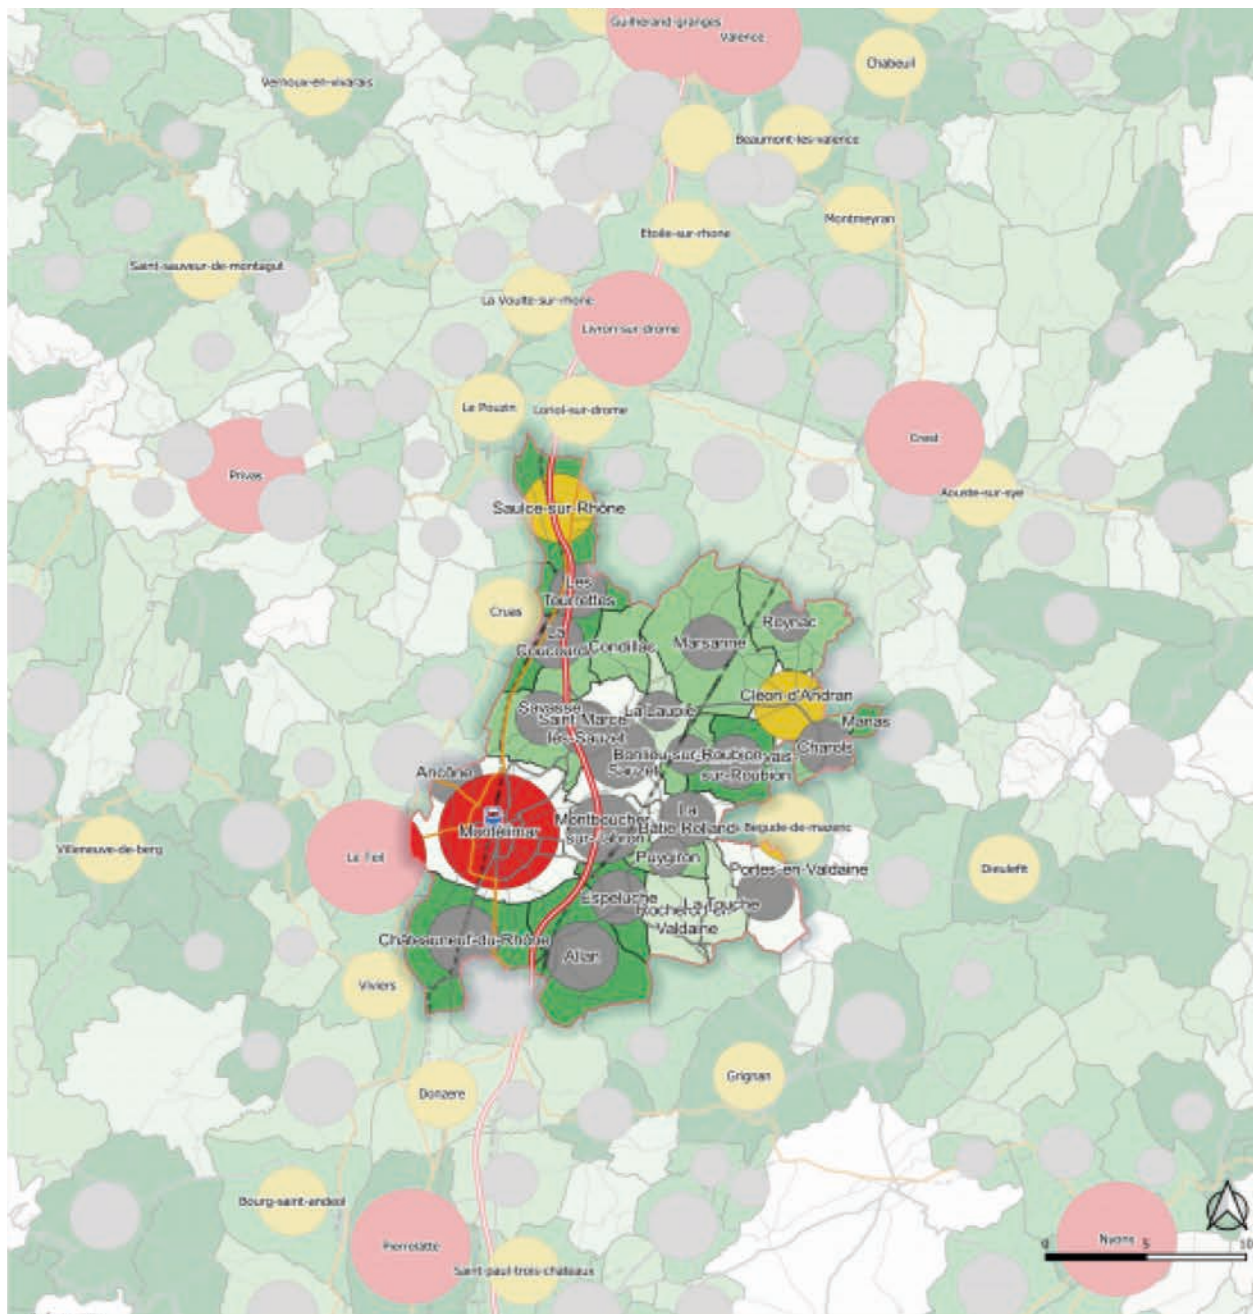 Guilherand-granges
Valence
Chabeuil
Vernoux-en-vivarais
Beaumont-les-valence
Montmeyran
Etoile-sur-rhone
Saint-sauveur-de-montagut
La Voulte-sur-rhone
Livron-sur-drome
Le Pouzin
Loriol-sur-drome
Crest
Privas
Aouste-sur-sye
Saulce-sur-Rhône
Les
Tourrettes
Cruas
La
Coucourde
Condillac
Marsanne
Roynac
Cléon-d'Andran
Savasse
Saint-Marcel
lès-Sauzet
La Laupie
Manas
Charols
Bonlieu-sur-Roubion
vais
sur-Roubion
Sauzet
Ancône
Montélimar
Montboucher
sur-Jabron
La
Bâtie-Rolland
Begude-de-mazenc
Villeneuve-de-berg
Le Teil
Puygiron
Portes-en-Valdaine
Dieulefit
Espeluche
La Touche
Rochefort-en
Valdaine
Châteauneuf-du-Rhône
Allan
Viviers
Donzere
Grignan
Bourg-saint-andeol
Pierrelatte
Saint-paul-trois-chateaux
Nyons
0 5 10